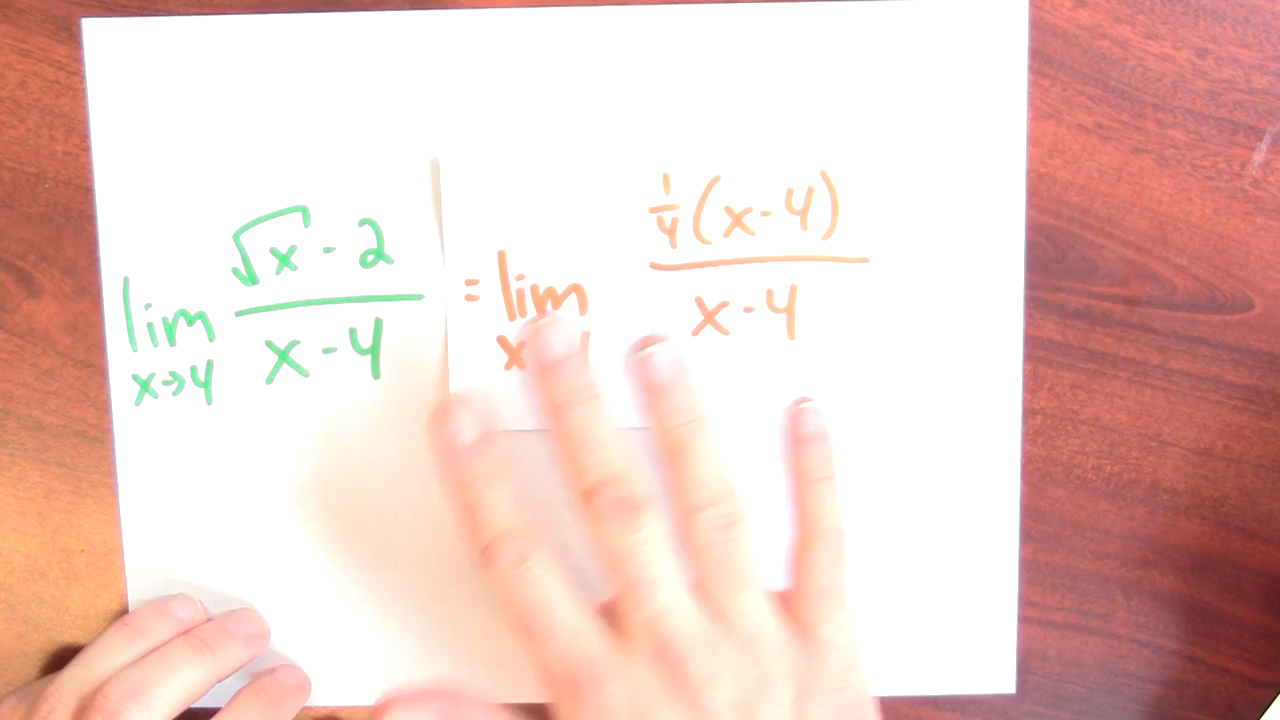 lim x→4 (√x - 2)/(x - 4) = lim x (1/4(x - 4))/(x - 4)